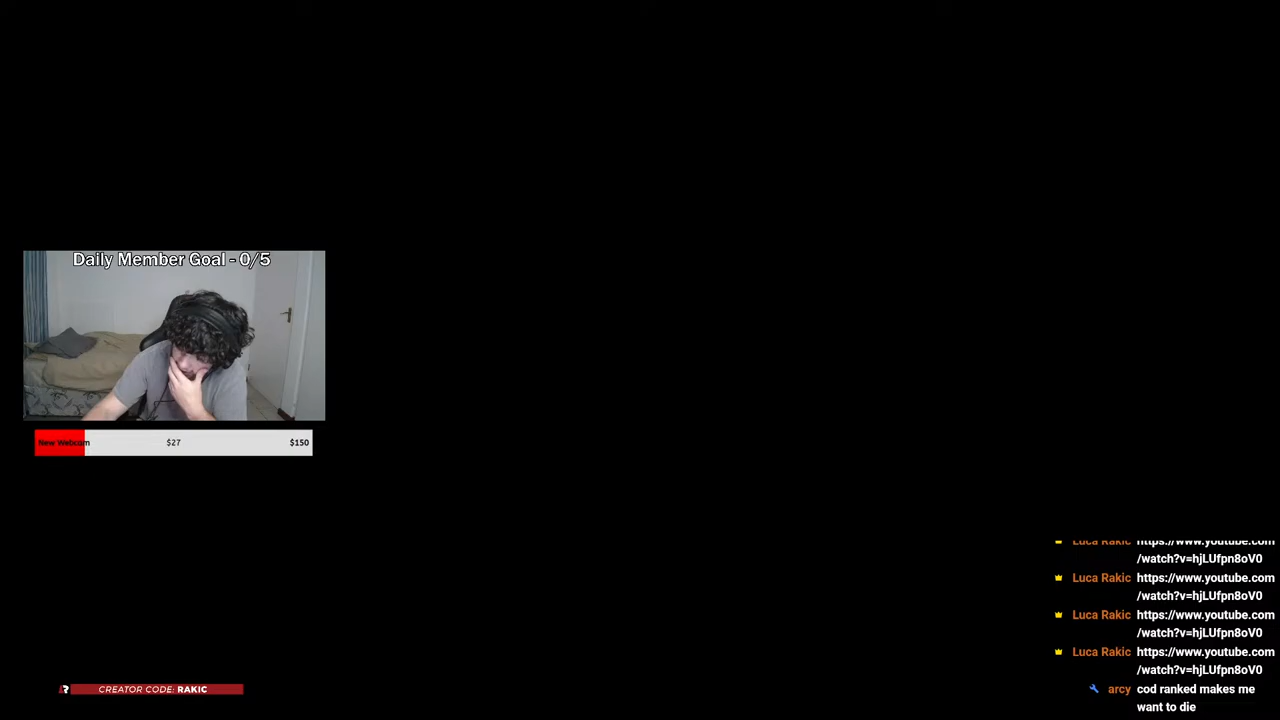 Daily Member Goal - 0/5
New Webcam $27 $150
Luca Rakic https://www.youtube.com
/watch?v=hjLUfpn8oV0
Luca Rakic https://www.youtube.com
/watch?v=hjLUfpn8oV0
Luca Rakic https://www.youtube.com
/watch?v=hjLUfpn8oV0
Luca Rakic https://www.youtube.com
/watch?v=hjLUfpn8oV0
arcy cod ranked makes me
want to die
CREATOR CODE: RAKIC